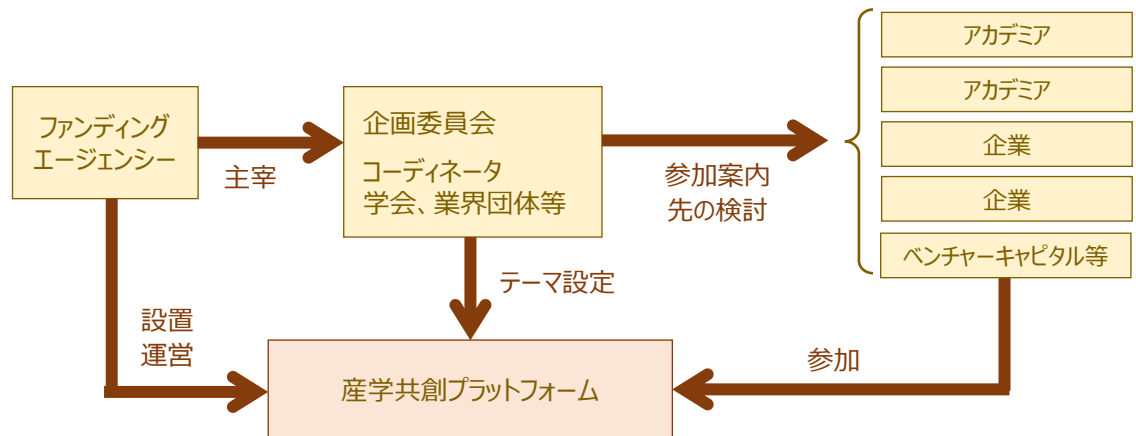 ファンディング
エージェンシー
主宰
企画委員会
コーディネータ
学会、業界団体等
参加案内
先の検討
アカデミア
アカデミア
企業
企業
ベンチャーキャピタル等
設置
運営
テーマ設定
参加
産学共創プラットフォーム